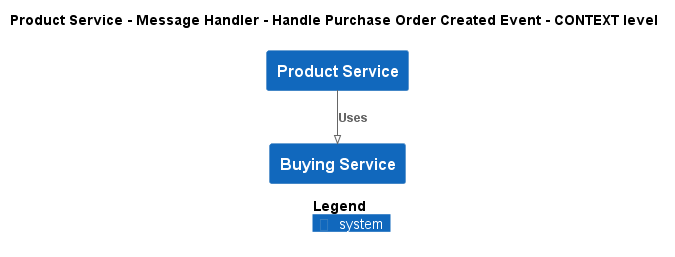 Product Service - Message Handler - Handle Purchase Order Created Event - CONTEXT level
Product Service
Uses
Buying Service
Legend
system